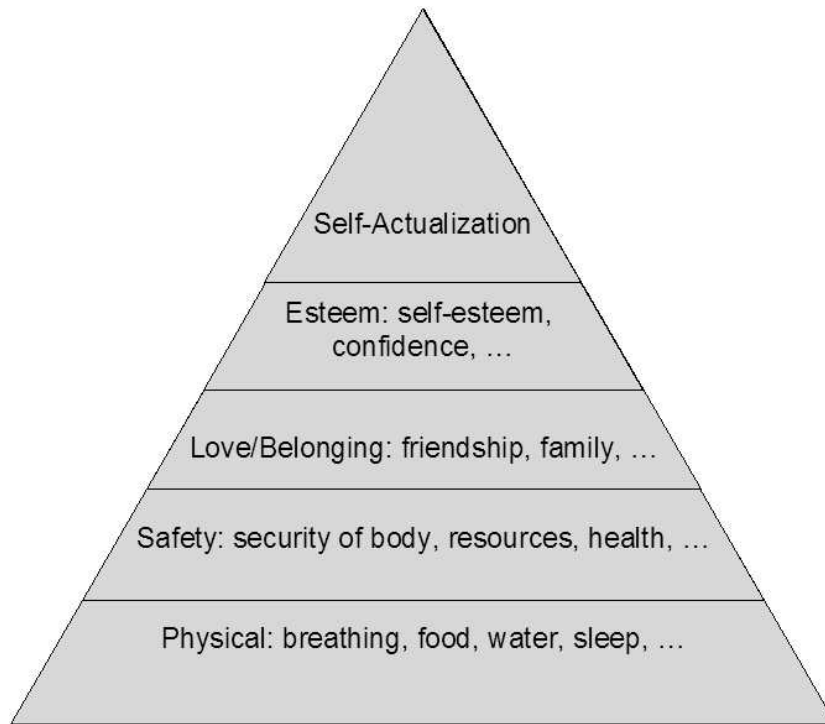 Self-Actualization
Esteem: self-esteem,
confidence, …
Love/Belonging: friendship, family, …
Safety: security of body, resources, health, …
Physical: breathing, food, water, sleep, …